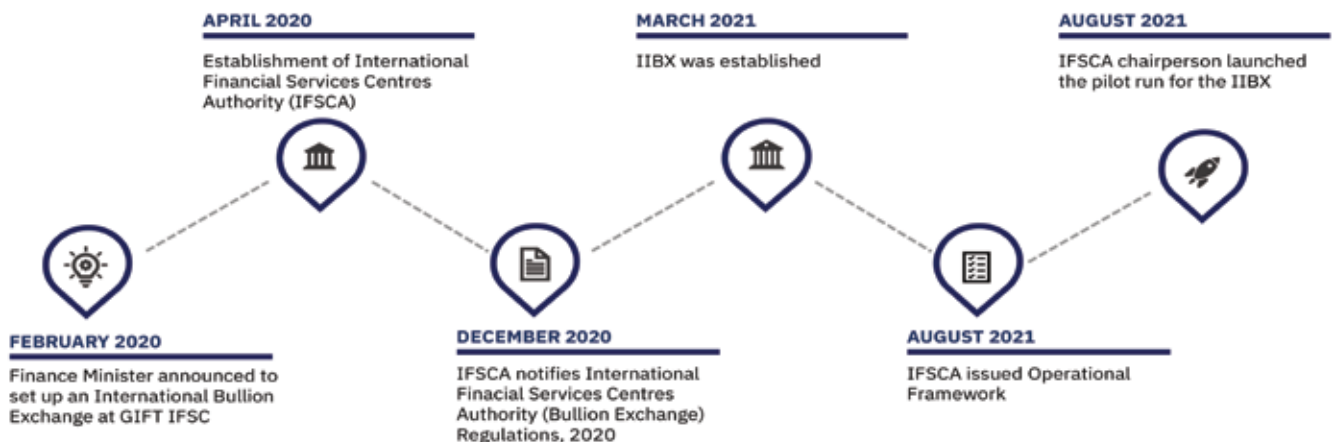 APRIL 2020
Establishment of International
Financial Services Centres
Authority (IFSCA)
MARCH 2021
IIBX was established
AUGUST 2021
IFSCA chairperson launched
the pilot run for the IIBX
FEBRUARY 2020
Finance Minister announced to
set up an International Bullion
Exchange at GIFT IFSC
DECEMBER 2020
IFSCA notifies International
Finacial Services Centres
Authority (Bullion Exchange)
Regulations, 2020
AUGUST 2021
IFSCA issued Operational
Framework